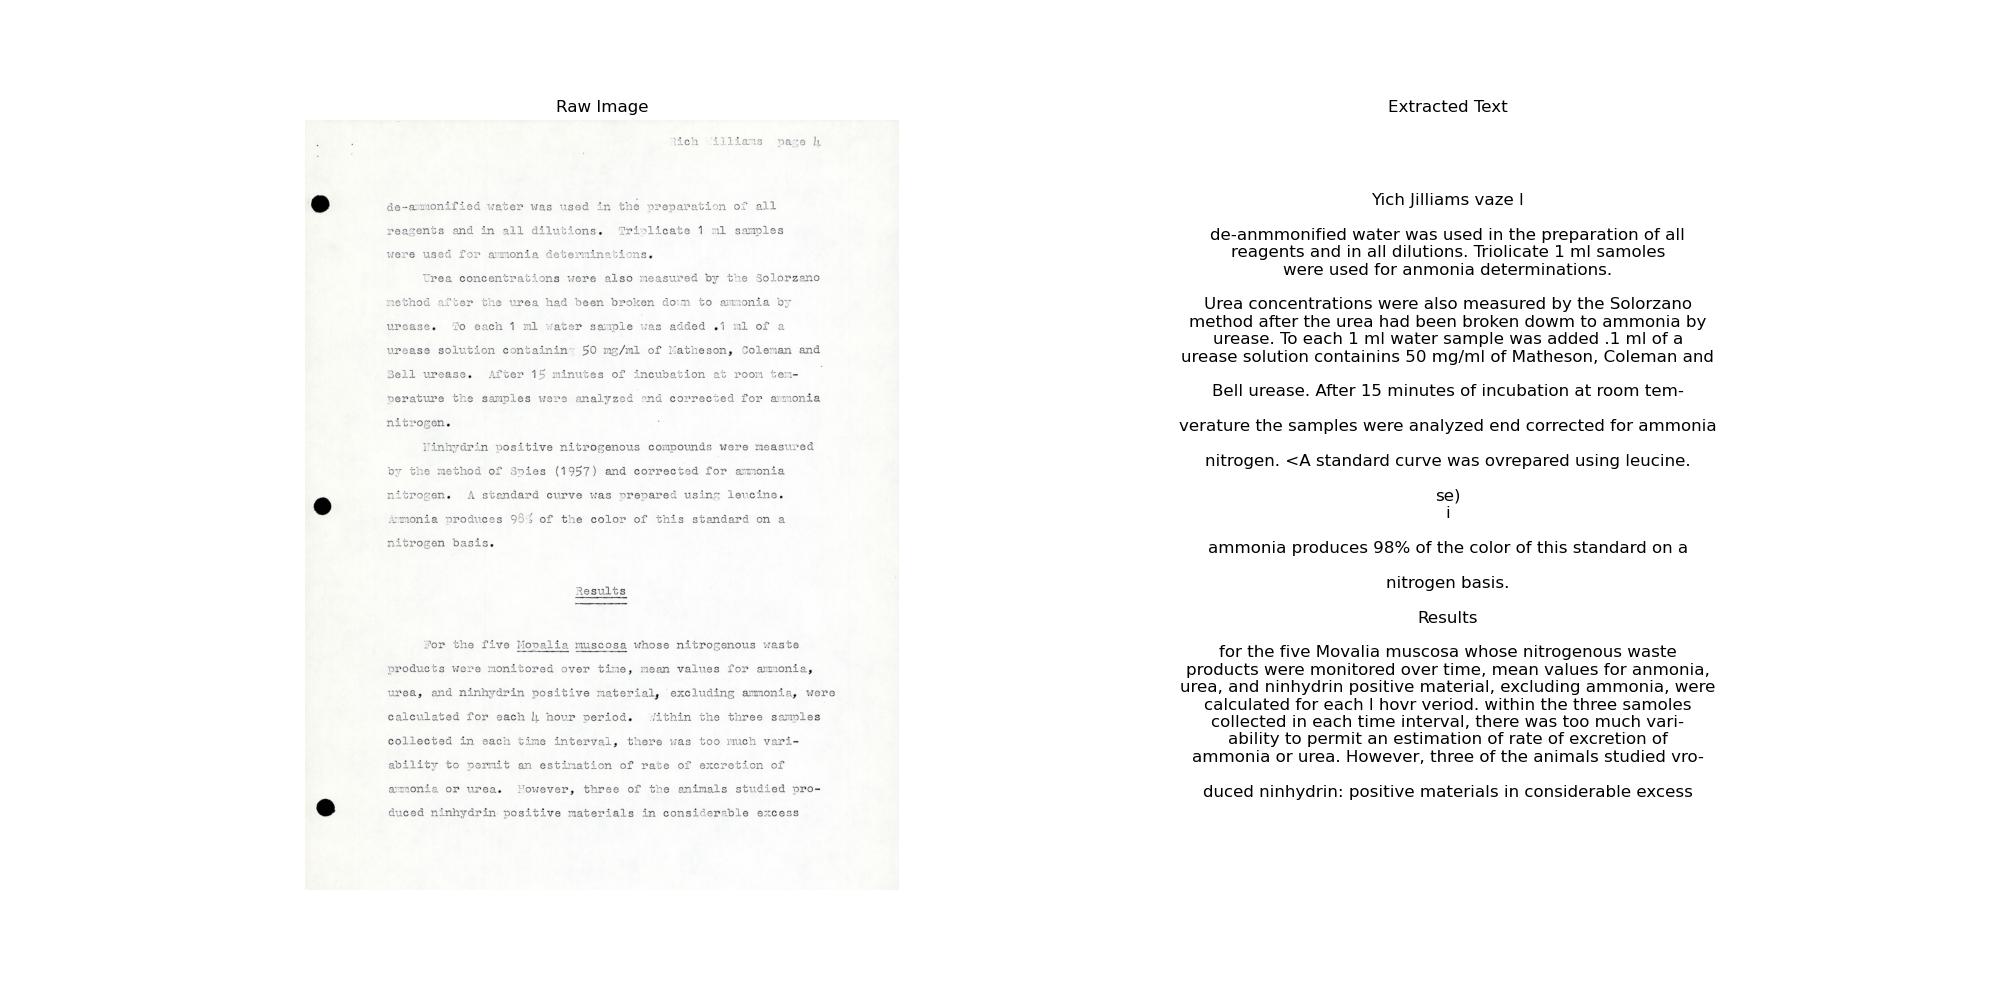 Raw Image
Rich Williams page 4
de-ammonified water was used in the preparation of all
reagents and in all dilutions. Triplicate 1 ml samples
were used for ammonia determinations.
Urea concentrations were also measured by the Solorzano
method after the urea had been broken down to ammonia by
urease. To each 1 ml water sample was added .1 ml of a
urease solution containing 50 mg/ml of Matheson, Coleman and
Bell urease. After 15 minutes of incubation at room tem-
perature the samples were analyzed and corrected for ammonia
nitrogen.
Ninhydrin positive nitrogenous compounds were measured
by the method of Spies (1957) and corrected for ammonia
nitrogen. A standard curve was prepared using leucine.
Ammonia produces 98% of the color of this standard on a
nitrogen basis.
Results
For the five Mopalia muscosa whose nitrogenous waste
products were monitored over time, mean values for ammonia,
urea, and ninhydrin positive material, excluding ammonia, were
calculated for each 4 hour period. Within the three samples
collected in each time interval, there was too much vari-
ability to permit an estimation of rate of excretion of
ammonia or urea. However, three of the animals studied pro-
duced ninhydrin positive materials in considerable excess
Extracted Text
Yich Jilliams vaze l
de-anmmonified water was used in the preparation of all
reagents and in all dilutions. Triolicate 1 ml samoles
were used for anmonia determinations.
Urea concentrations were also measured by the Solorzano
method after the urea had been broken dowm to ammonia by
urease. To each 1 ml water sample was added .1 ml of a
urease solution containins 50 mg/ml of Matheson, Coleman and
Bell urease. After 15 minutes of incubation at room tem-
verature the samples were analyzed end corrected for ammonia
nitrogen. <A standard curve was ovrepared using leucine.
se)
i
ammonia produces 98% of the color of this standard on a
nitrogen basis.
Results
for the five Movalia muscosa whose nitrogenous waste
products were monitored over time, mean values for anmonia,
urea, and ninhydrin positive material, excluding ammonia, were
calculated for each l hovr veriod. within the three samoles
collected in each time interval, there was too much vari-
ability to permit an estimation of rate of excretion of
ammonia or urea. However, three of the animals studied vro-
duced ninhydrin: positive materials in considerable excess